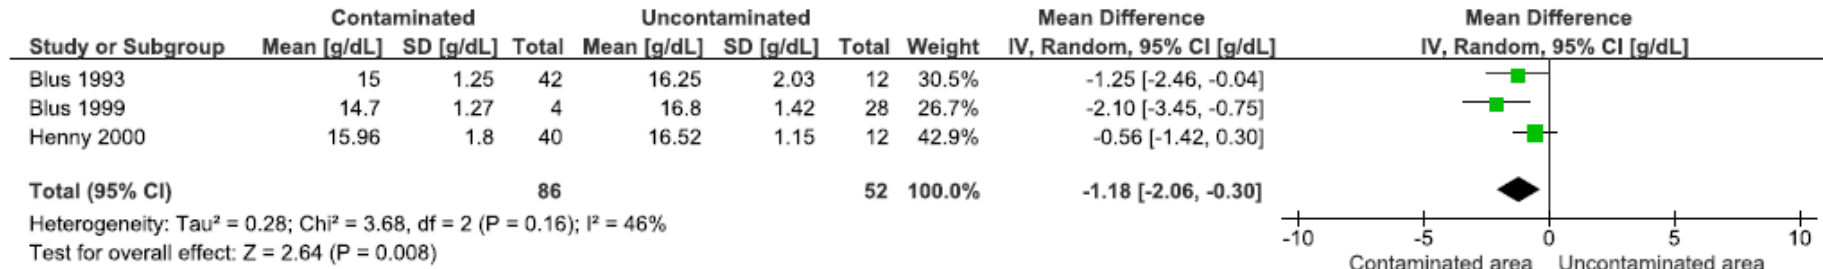 Contaminated Uncontaminated Mean Difference Mean Difference
Study or Subgroup Mean [g/dL] SD [g/dL] Total Mean [g/dL] SD [g/dL] Total Weight IV, Random, 95% CI [g/dL] IV, Random, 95% CI [g/dL]
Blus 1993 15 1.25 42 16.25 2.03 12 30.5% -1.25 [-2.46, -0.04]
Blus 1999 14.7 1.27 4 16.8 1.42 28 26.7% -2.10 [-3.45, -0.75]
Henny 2000 15.96 1.8 40 16.52 1.15 12 42.9% -0.56 [-1.42, 0.30]
Total (95% CI) 86 52 100.0% -1.18 [-2.06, -0.30]
Heterogeneity: Tau² = 0.28; Chi² = 3.68, df = 2 (P = 0.16); I² = 46%
Test for overall effect: Z = 2.64 (P = 0.008)
-10 -5 0 5 10
Contaminated area Uncontaminated area